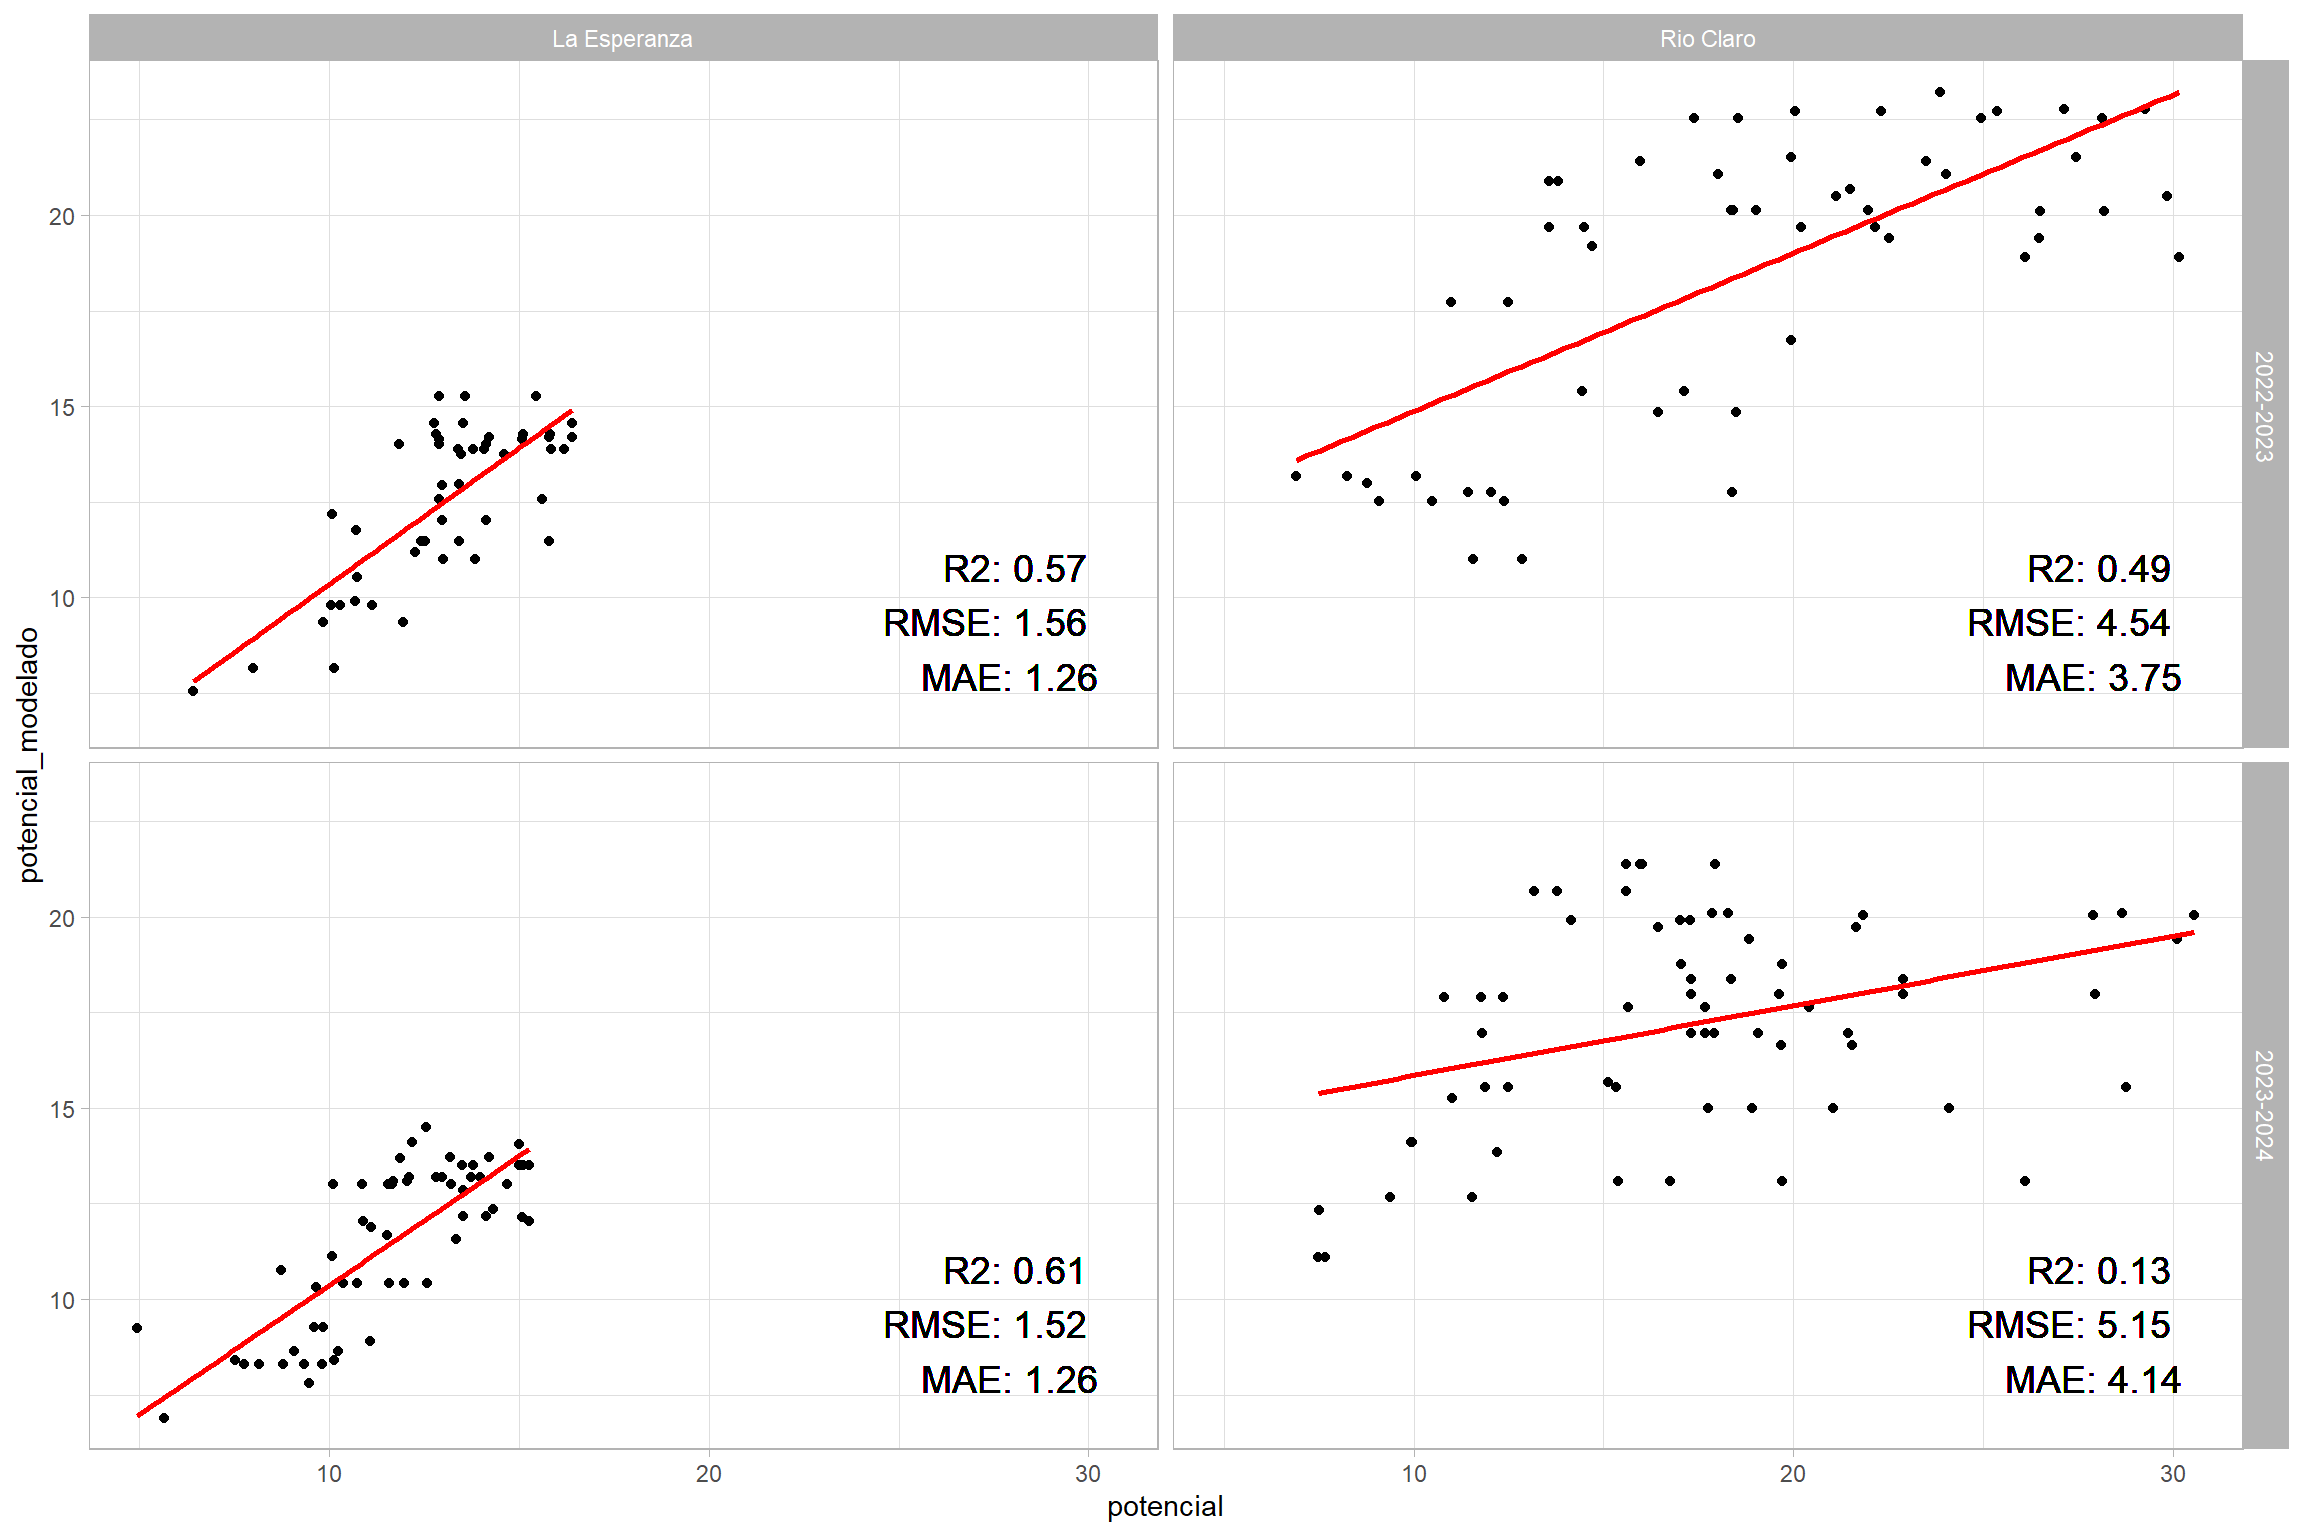 La Esperanza
Rio Claro
potencial_modelado
20
15
10
R2: 0.57
RMSE: 1.56
MAE: 1.26
R2: 0.49
RMSE: 4.54
MAE: 3.75
2022-2023
20
15
10
R2: 0.61
RMSE: 1.52
MAE: 1.26
R2: 0.13
RMSE: 5.15
MAE: 4.14
2023-2024
10 20 30
10 20 30
potencial